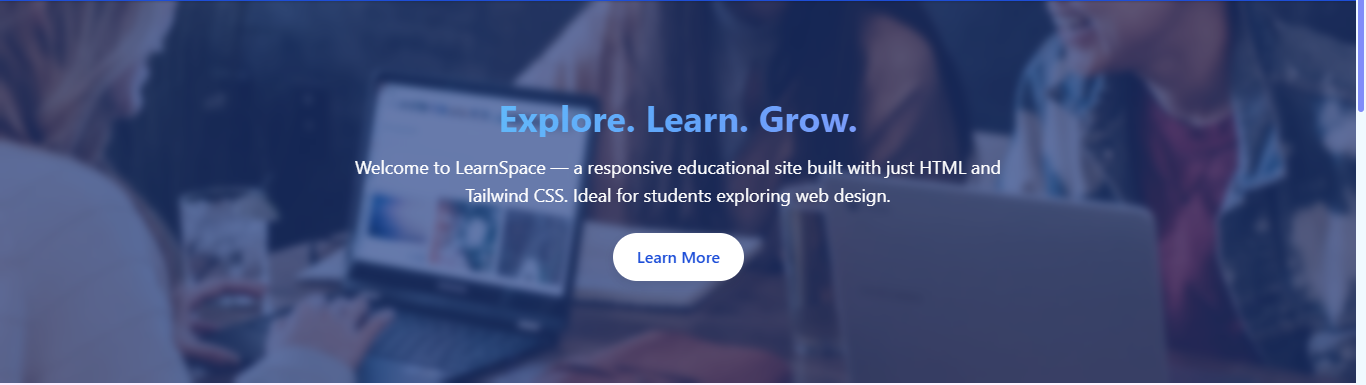 Explore. Learn. Grow.
Welcome to LearnSpace — a responsive educational site built with just HTML and
Tailwind CSS. Ideal for students exploring web design.
Learn More